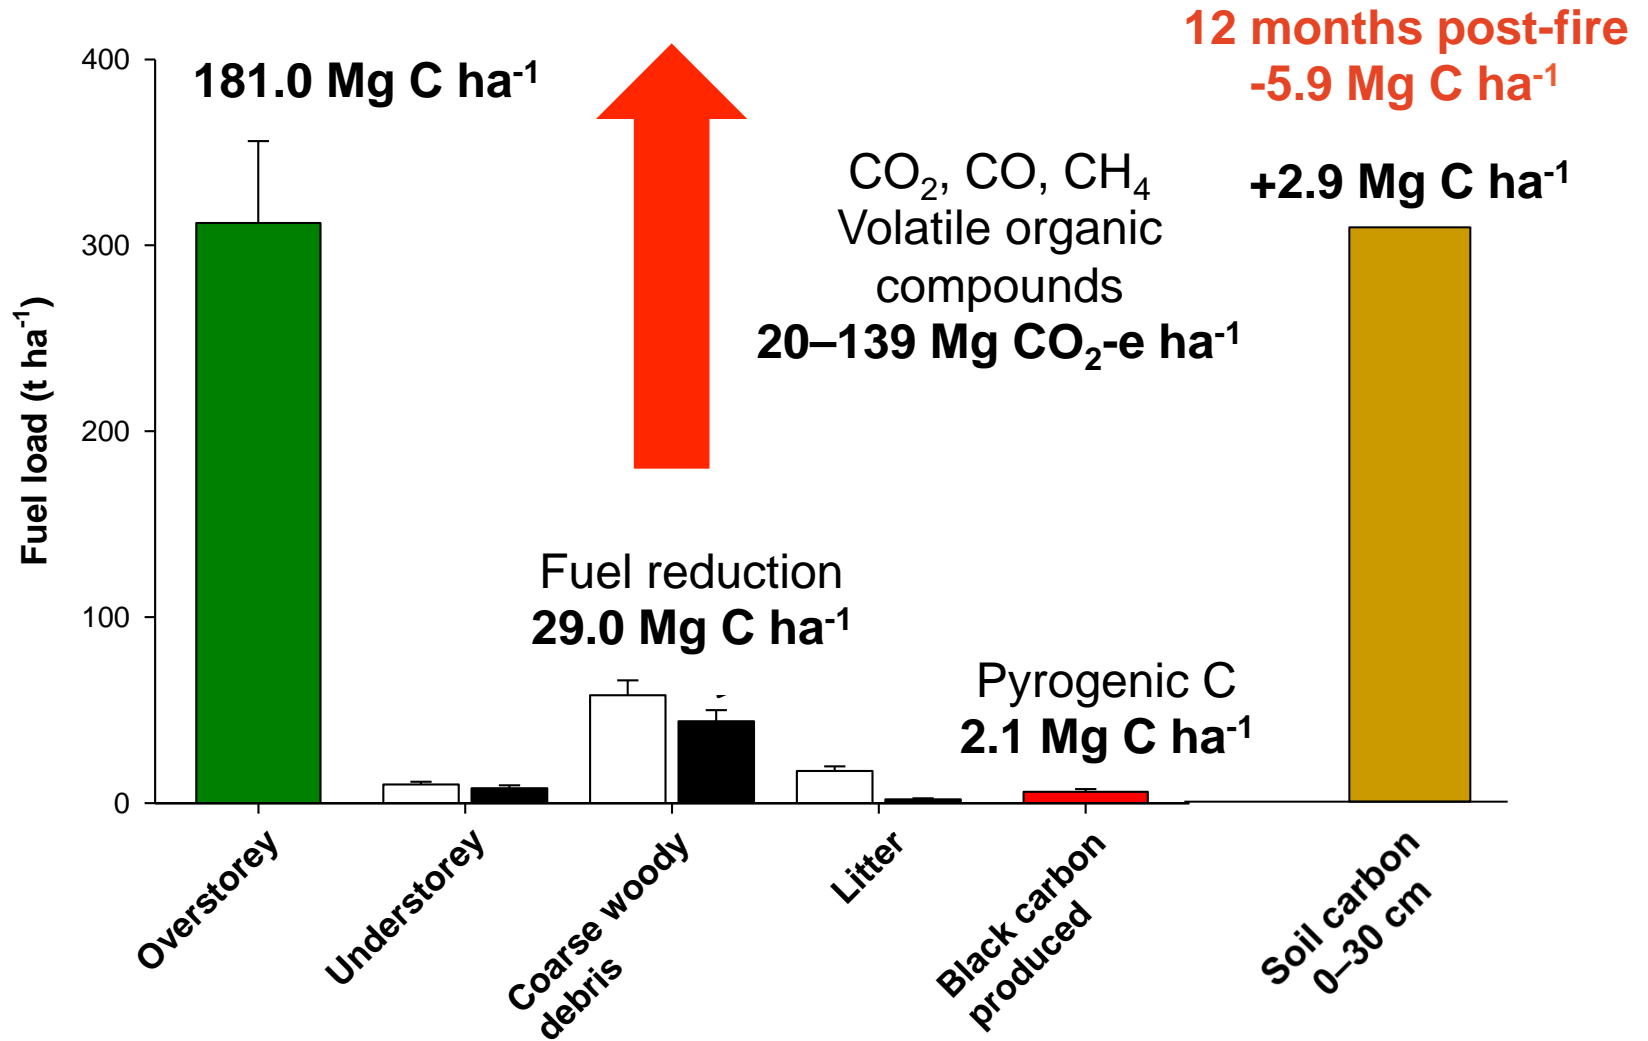 12 months post-fire
-5.9 Mg C ha⁻¹
181.0 Mg C ha⁻¹
CO₂, CO, CH₄
Volatile organic
compounds
20–139 Mg CO₂-e ha⁻¹
+2.9 Mg C ha⁻¹
Fuel reduction
29.0 Mg C ha⁻¹
Pyrogenic C
2.1 Mg C ha⁻¹
Fuel load (t ha⁻¹)
400
300
200
100
0
Overstorey
Understorey
Coarse woody
debris
Litter
Black carbon
produced
Soil carbon
0–30 cm